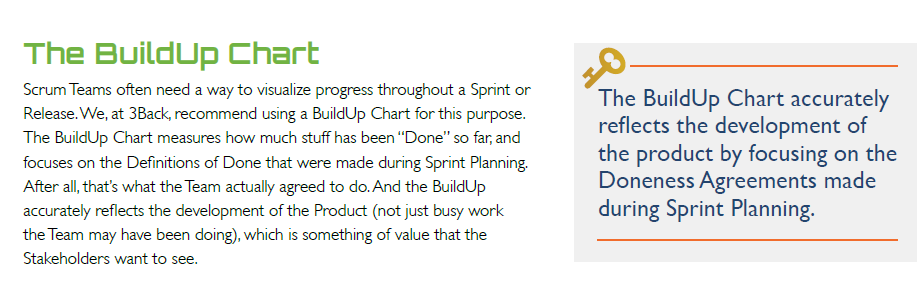 The BuildUp Chart
Scrum Teams often need a way to visualize progress throughout a Sprint or
Release. We, at 3Back, recommend using a BuildUp Chart for this purpose.
The BuildUp Chart measures how much stuff has been “Done” so far, and
focuses on the Definitions of Done that were made during Sprint Planning.
After all, that’s what the Team actually agreed to do. And the BuildUp
accurately reflects the development of the Product (not just busy work
the Team may have been doing), which is something of value that the
Stakeholders want to see.
The BuildUp Chart accurately
reflects the development of
the product by focusing on the
Doneness Agreements made
during Sprint Planning.